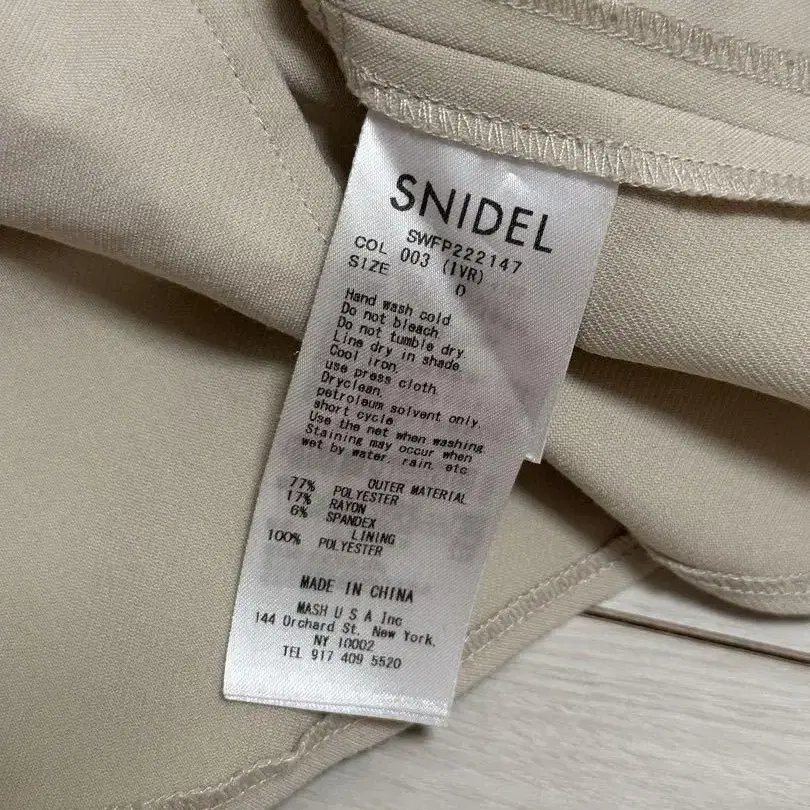 SNIDEL
SWFP222147
COL 003 (IVR)
SIZE 0
Hand wash cold
Do not bleach.
Do not tumble dry.
Line dry in shade.
Cool iron.
use press cloth.
Dryclean.
petroleum solvent only.
short cycle
Use the net when washing.
Staining may occur when
wet by water, rain, etc.
OUTER MATERIAL
77% POLYESTER
17% RAYON
6% SPANDEX
LINING
100% POLYESTER
MADE IN CHINA
MASH U S A Inc
144 Orchard St, New York,
NY 10002
TEL 917 409 5520